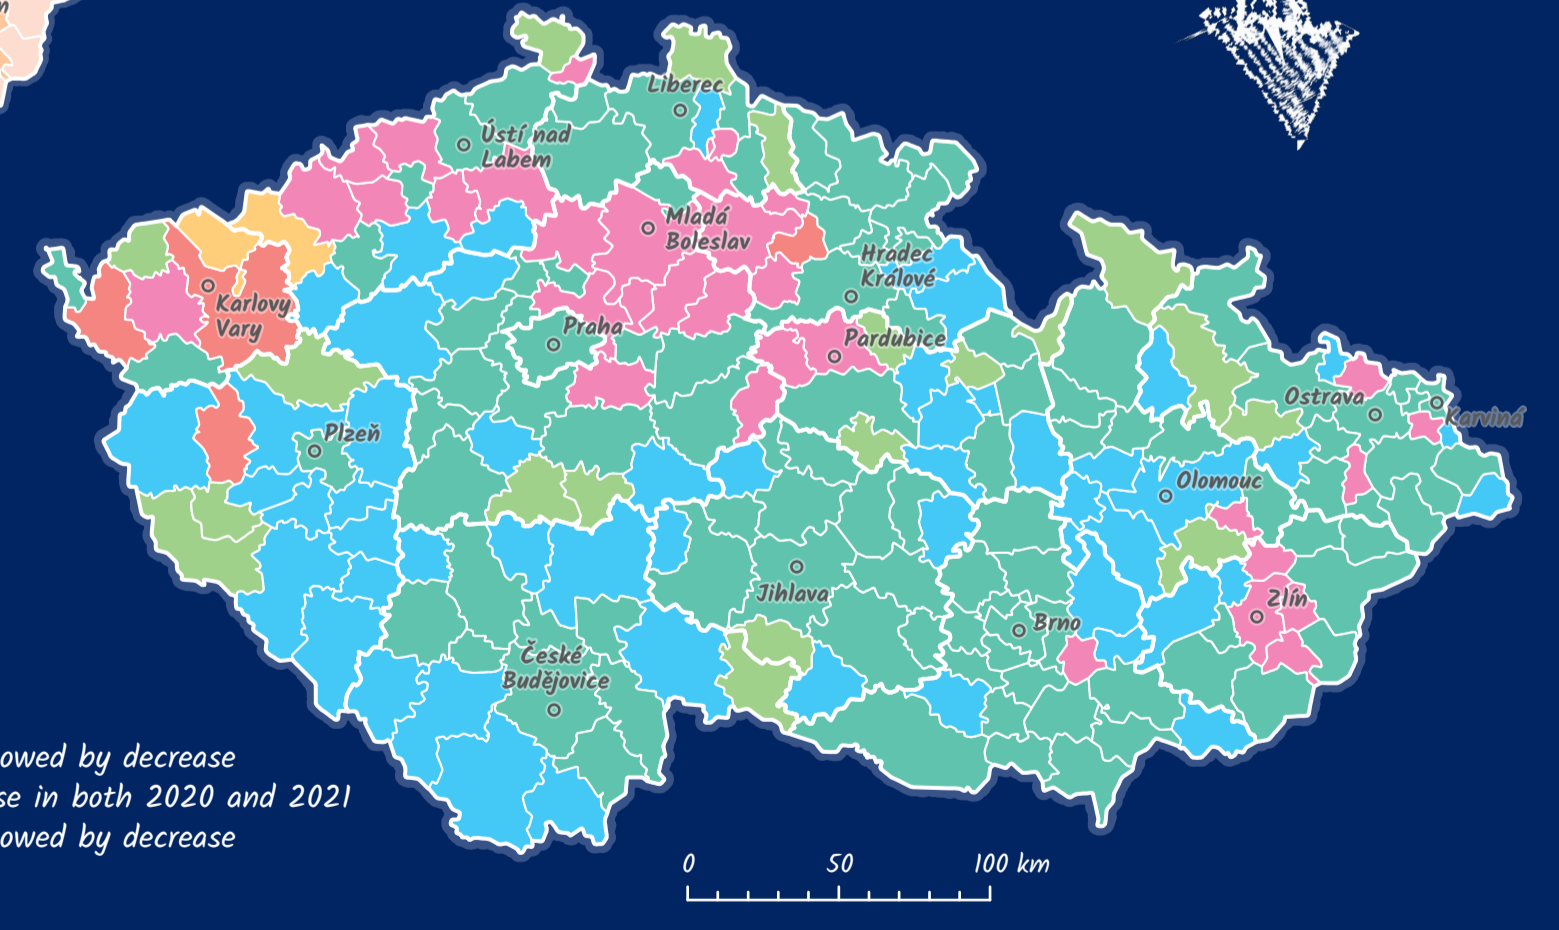 n
Liberec
Ústí nad
Labem
Mladá
Boleslav
Hradec
Králové
Karlovy
Vary
Praha
Pardubice
Plzeň
Ostrava
Karviná
Olomouc
Jihlava
Zlín
Brno
České
Budějovice
owed by decrease
se in both 2020 and 2021
owed by decrease
0 50 100 km